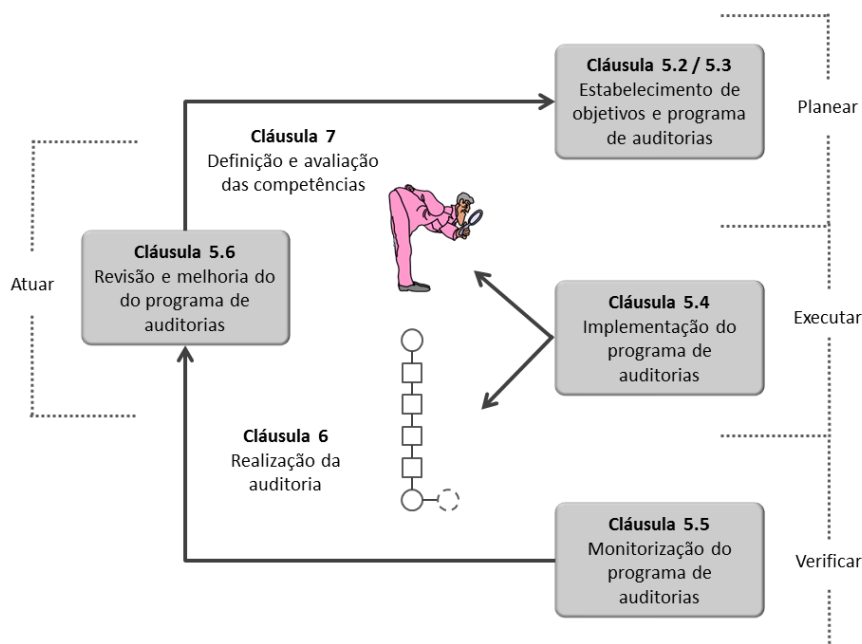 Cláusula 5.2 / 5.3
Estabelecimento de
objetivos e programa
de auditorias
Planear
Cláusula 7
Definição e avaliação
das competências
Cláusula 5.6
Revisão e melhoria do
do programa de
auditorias
Atuar
Cláusula 5.4
Implementação do
programa de
auditorias
Executar
Cláusula 6
Realização da
auditoria
Cláusula 5.5
Monitorização do
programa de
auditorias
Verificar